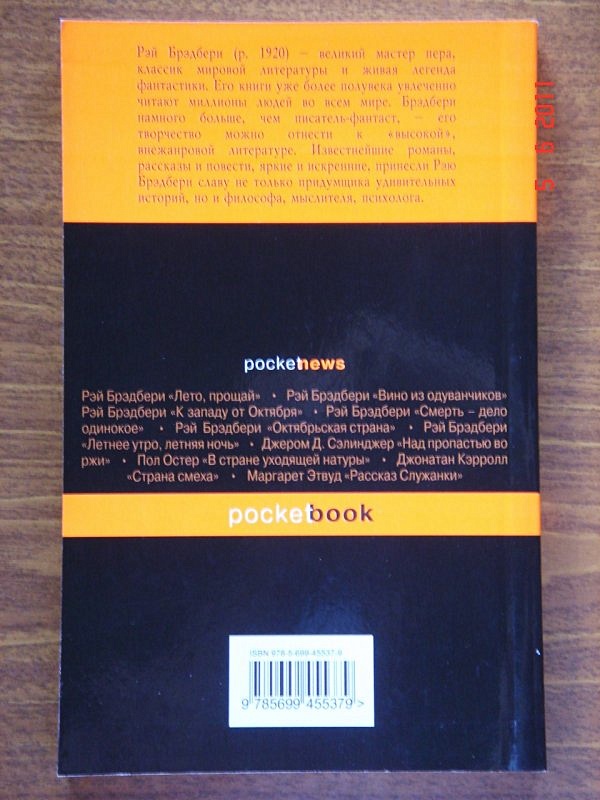 Рэй Брэдбери (р. 1920) – великий мастер пера,
классик мировой литературы и живая легенда
фантастики. Его книги уже более полувека увлеченно
читают миллионы людей во всем мире. Брэдбери
намного больше, чем писатель-фантаст, – его
творчество можно отнести к «высокой»,
внежанровой литературе. Известнейшие романы,
рассказы и повести, яркие и искренние, принесли Рэю
Брэдбери славу не только придумщика удивительных
историй, но и философа, мыслителя, психолога.
5 6 2011
pocketnews
Рэй Брэдбери «Лето, прощай» • Рэй Брэдбери «Вино из одуванчиков»
Рэй Брэдбери «К западу от Октября» • Рэй Брэдбери «Смерть – дело
одинокое» • Рэй Брэдбери «Октябрьская страна» • Рэй Брэдбери
«Летнее утро, летняя ночь» • Джером Д. Сэлинджер «Над пропастью во
ржи» • Пол Остер «В стране уходящей натуры» • Джонатан Кэрролл
«Страна смеха» • Маргарет Этвуд «Рассказ Служанки»
pocketbook
ISBN 978-5-699-45537-9
9 785699 455379 >